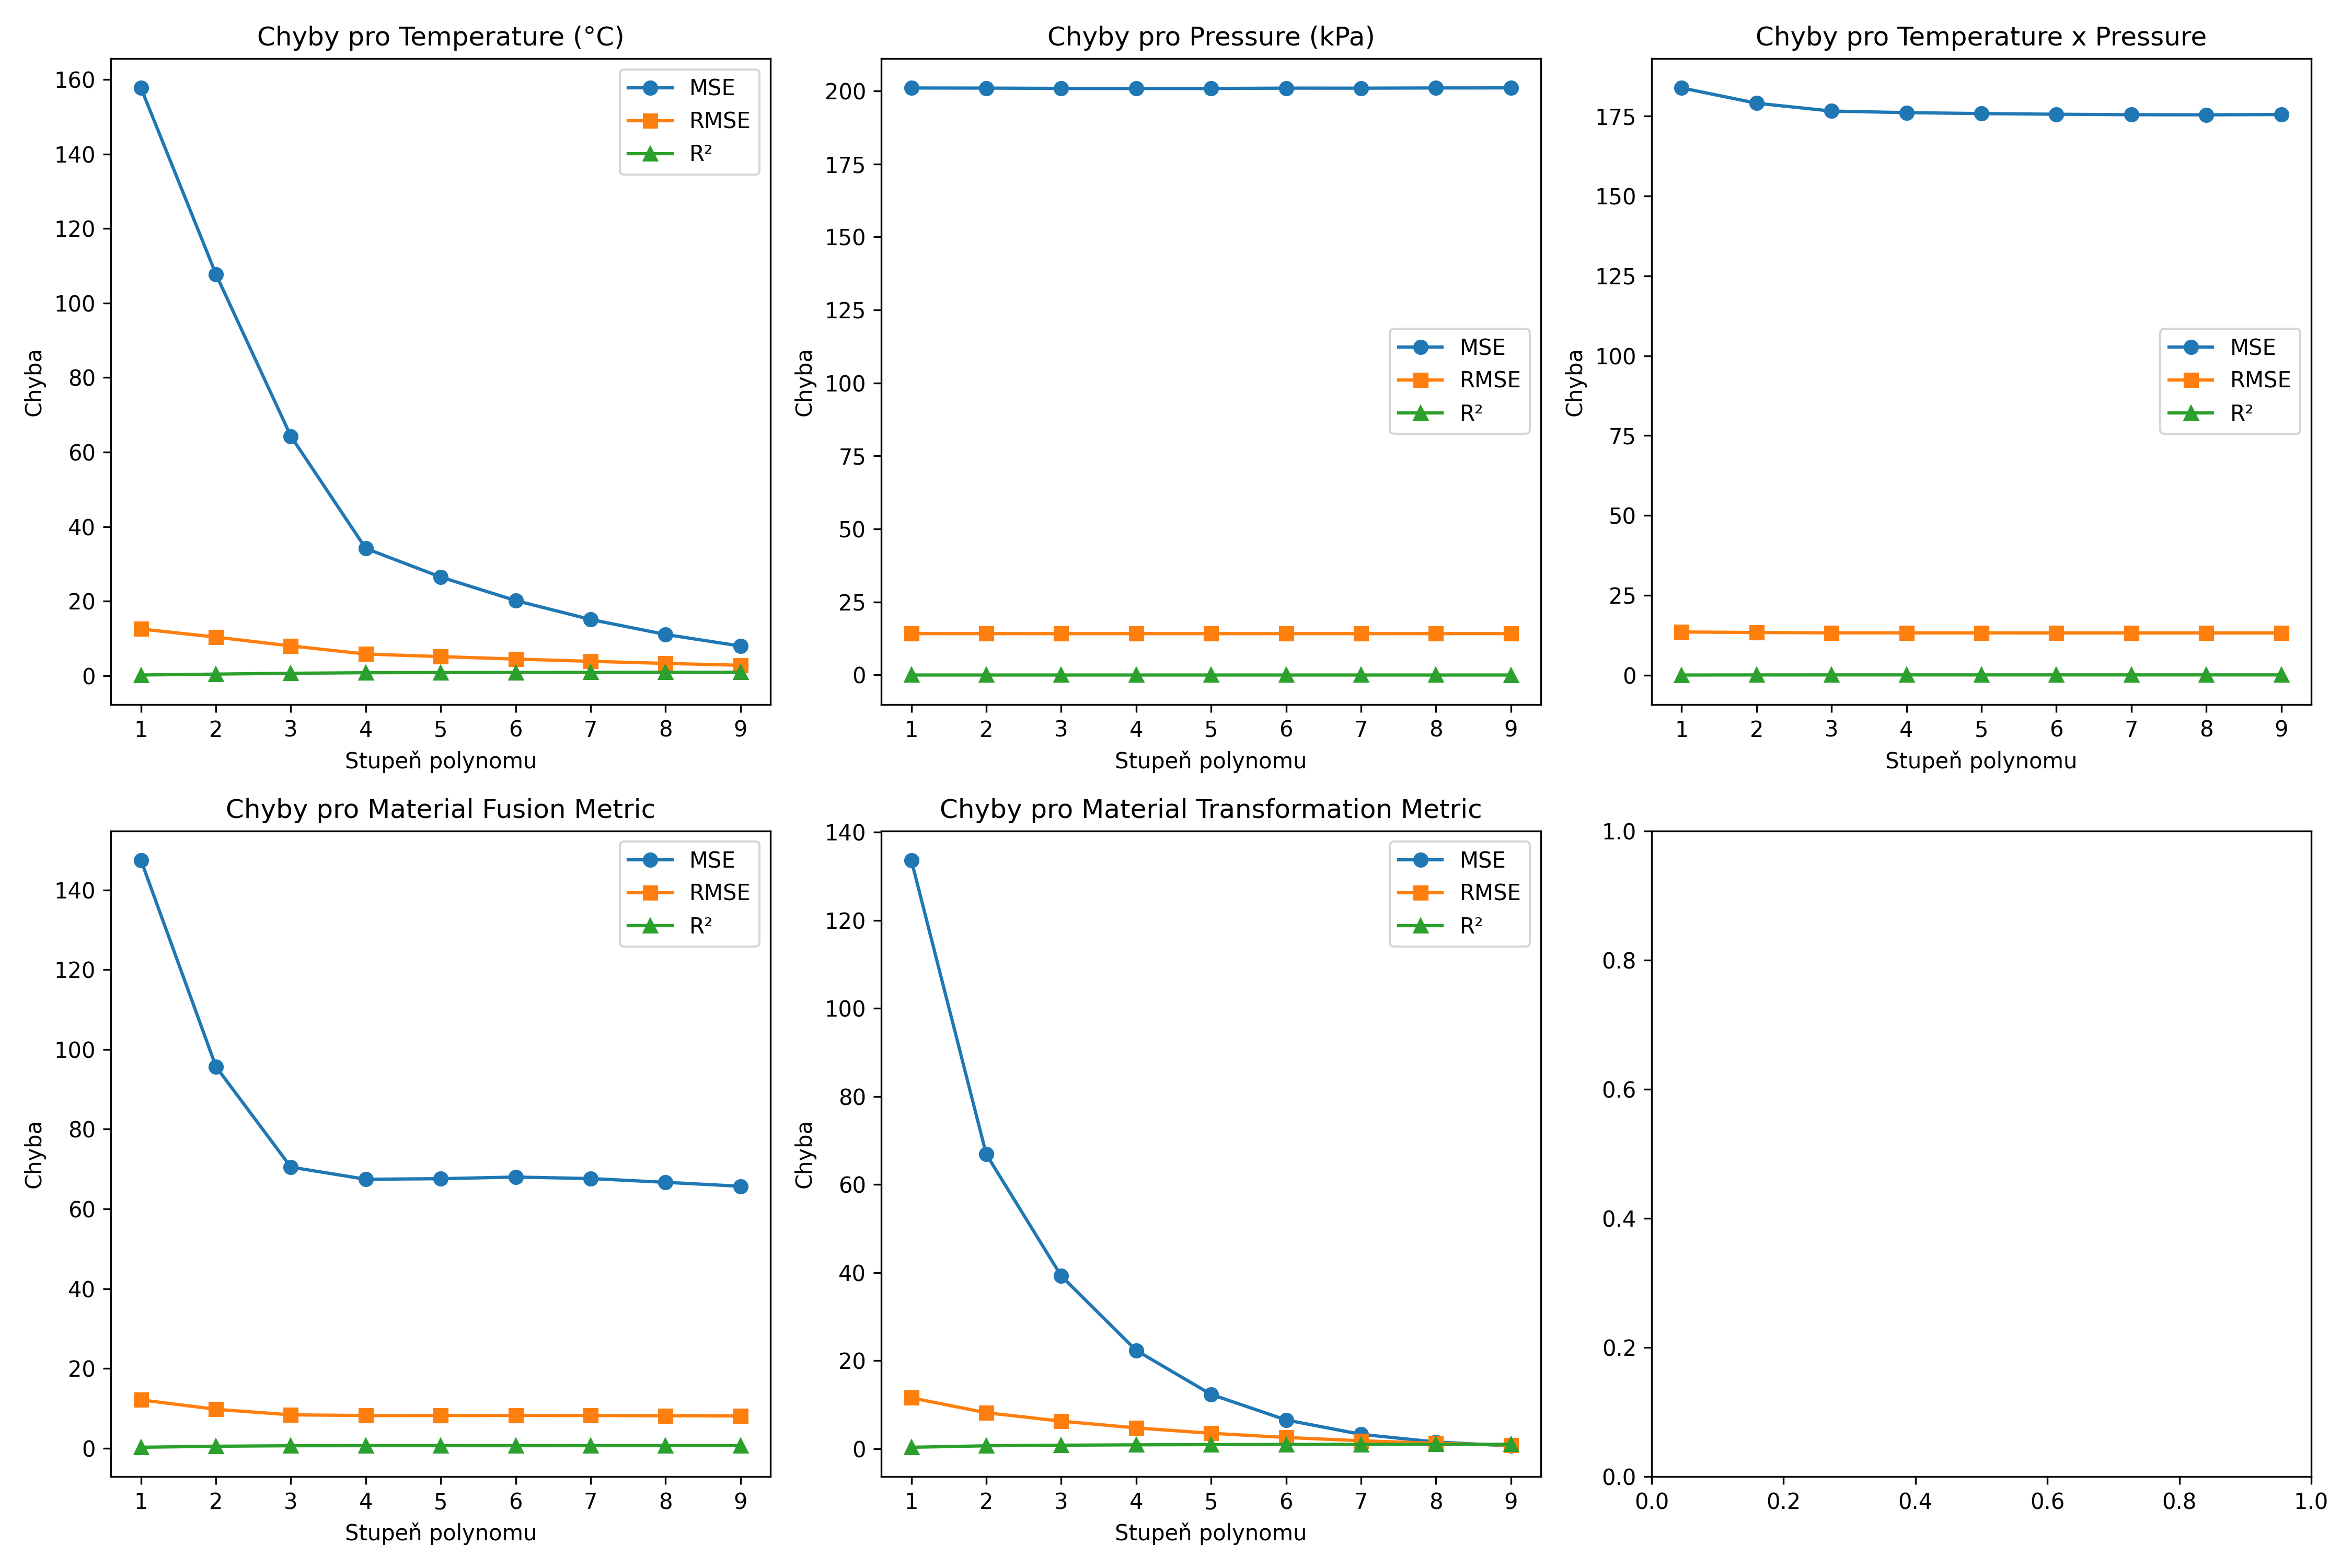 Chyby pro Temperature (°C)
Chyba
160
140
120
100
80
60
40
20
0
MSE
RMSE
R²
1 2 3 4 5 6 7 8 9
Stupeň polynomu
Chyby pro Pressure (kPa)
Chyba
200
175
150
125
100
75
50
25
0
MSE
RMSE
R²
1 2 3 4 5 6 7 8 9
Stupeň polynomu
Chyby pro Temperature x Pressure
Chyba
175
150
125
100
75
50
25
0
MSE
RMSE
R²
1 2 3 4 5 6 7 8 9
Stupeň polynomu
Chyby pro Material Fusion Metric
Chyba
140
120
100
80
60
40
20
0
MSE
RMSE
R²
1 2 3 4 5 6 7 8 9
Stupeň polynomu
Chyby pro Material Transformation Metric
Chyba
140
120
100
80
60
40
20
0
MSE
RMSE
R²
1 2 3 4 5 6 7 8 9
Stupeň polynomu
1.0
0.8
0.6
0.4
0.2
0.0
0.0 0.2 0.4 0.6 0.8 1.0